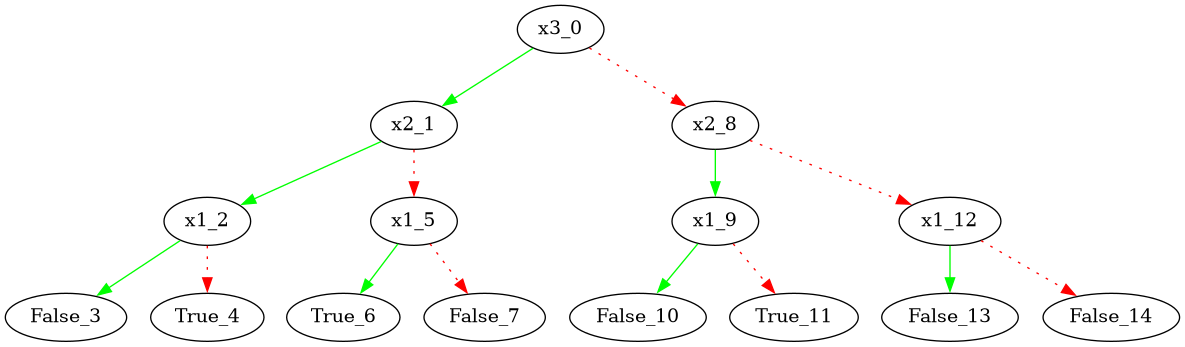 x3_0
x2_1
x2_8
x1_2
x1_5
x1_9
x1_12
False_3
True_4
True_6
False_7
False_10
True_11
False_13
False_14